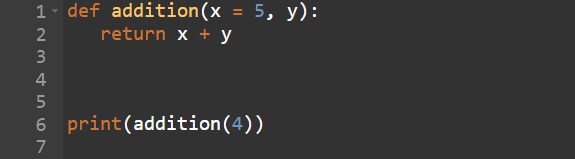 1 def addition(x = 5, y):
2 return x + y
3
4
5
6 print(addition(4))
7